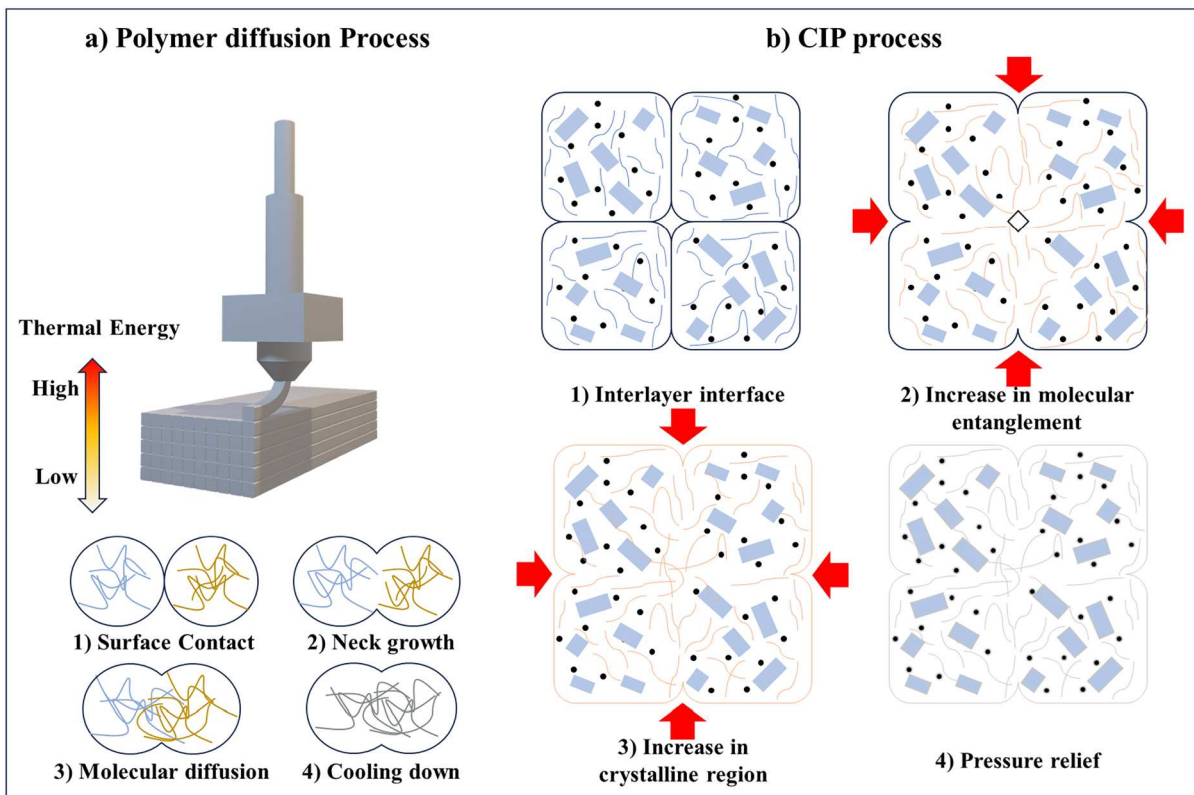 a) Polymer diffusion Process
Thermal Energy
High
Low
1) Surface Contact
2) Neck growth
3) Molecular diffusion
4) Cooling down
b) CIP process
1) Interlayer interface
2) Increase in molecular
entanglement
3) Increase in
crystalline region
4) Pressure relief